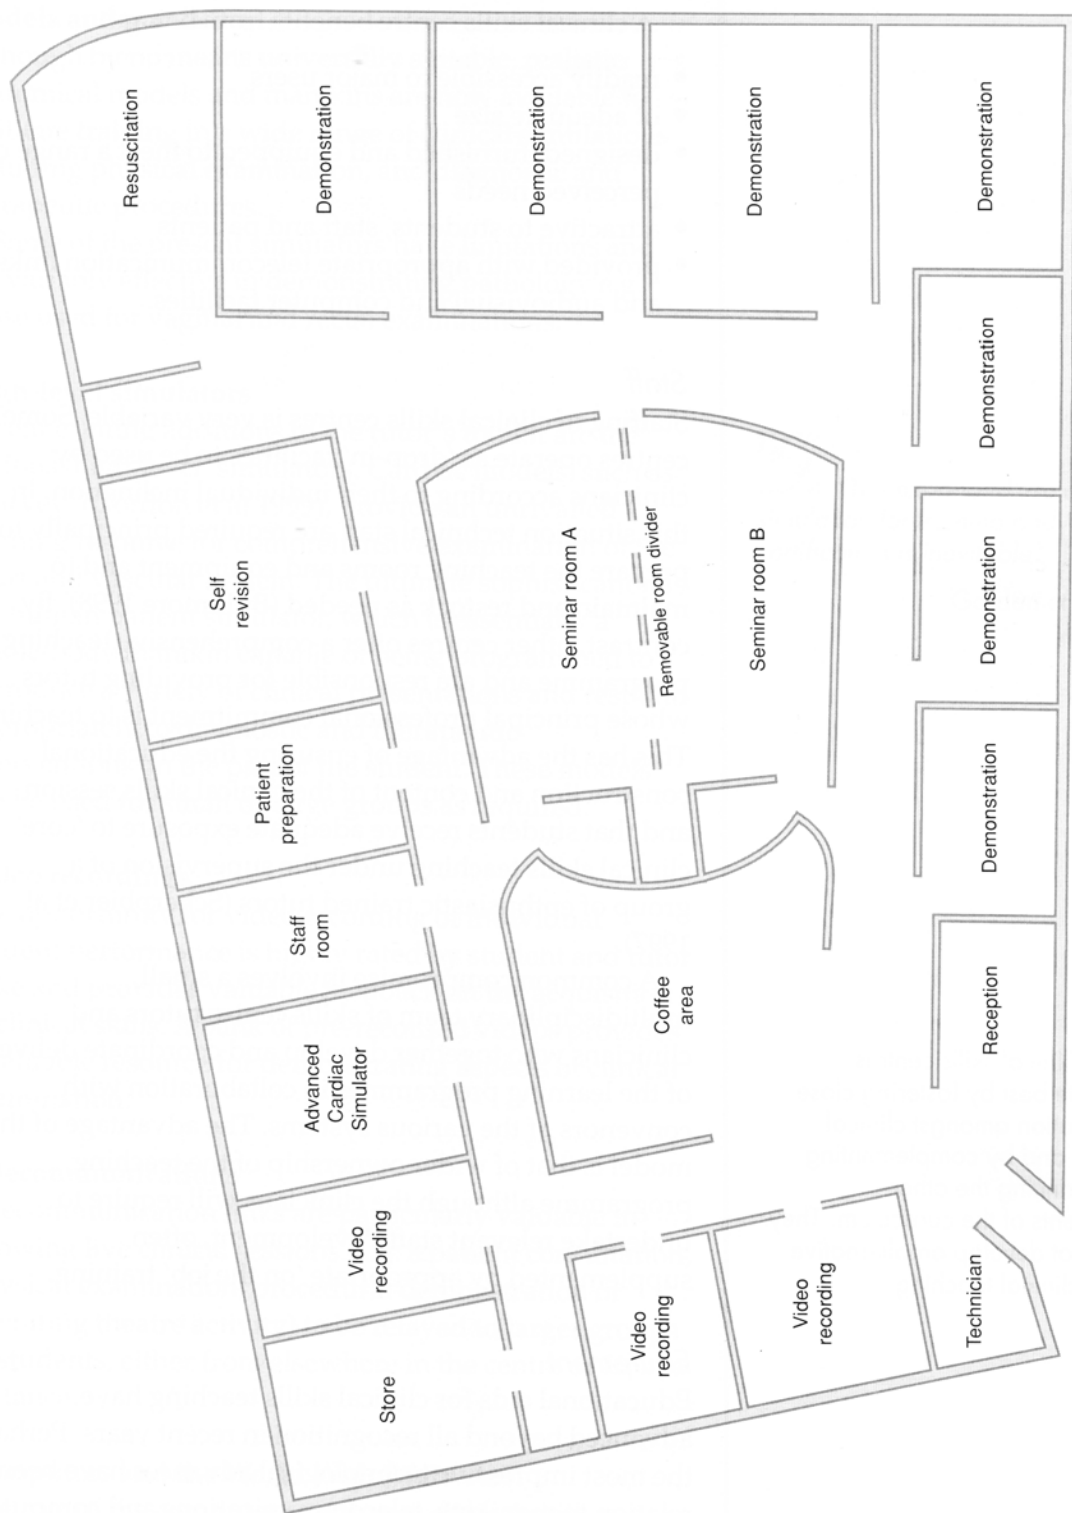 Resuscitation
Demonstration
Demonstration
Demonstration
Demonstration
Demonstration
Demonstration
Demonstration
Reception
Technician
Self
revision
Patient
preparation
Staff
room
Advanced
Cardiac
Simulator
Video
recording
Store
Seminar room A
Removable room divider
Seminar room B
Coffee
area
Video
recording
Video
recording